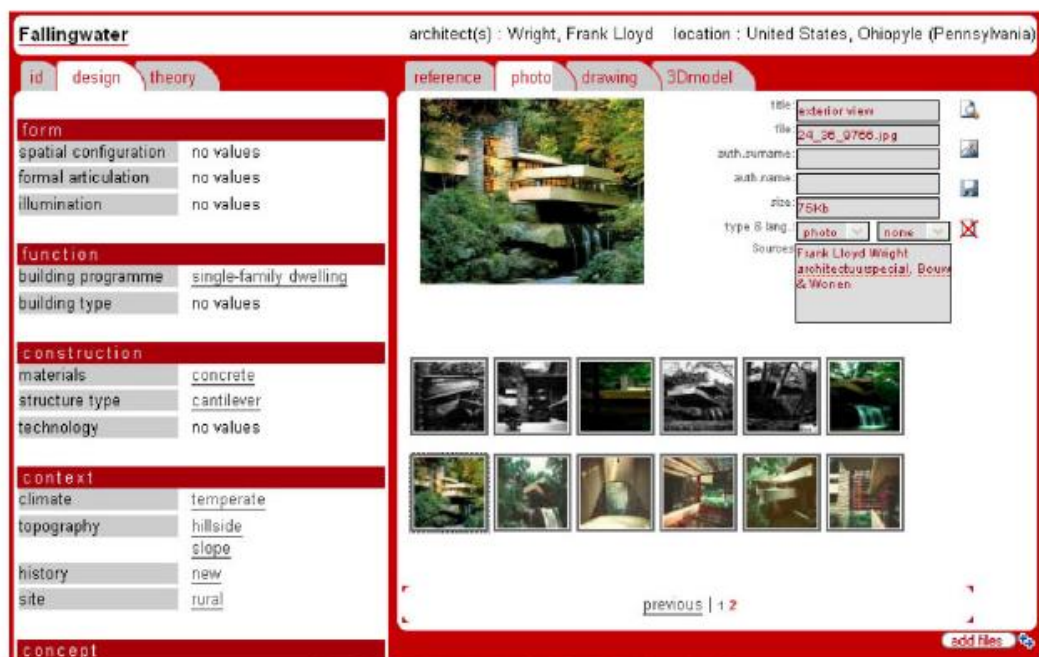 Fallingwater
architect(s) : Wright, Frank Lloyd location : United States, Ohiopyle (Pennsylvania)
id design theory
form
spatial configuration no values
formal articulation no values
illumination no values
function
building programme single-family dwelling
building type no values
construction
materials concrete
structure type cantilever
technology no values
context
climate temperate
topography hillside
slope
history new
site rural
concept
reference photo drawing 3Dmodel
title: exterior view
file: 24_36_9766.jpg
auth.surname:
auth.name:
size: 75Kb
type & lang.: photo none
Sources Frank Lloyd Wright
architectuurspecial, Bouw
& Wonen
previous | 1 2
add files